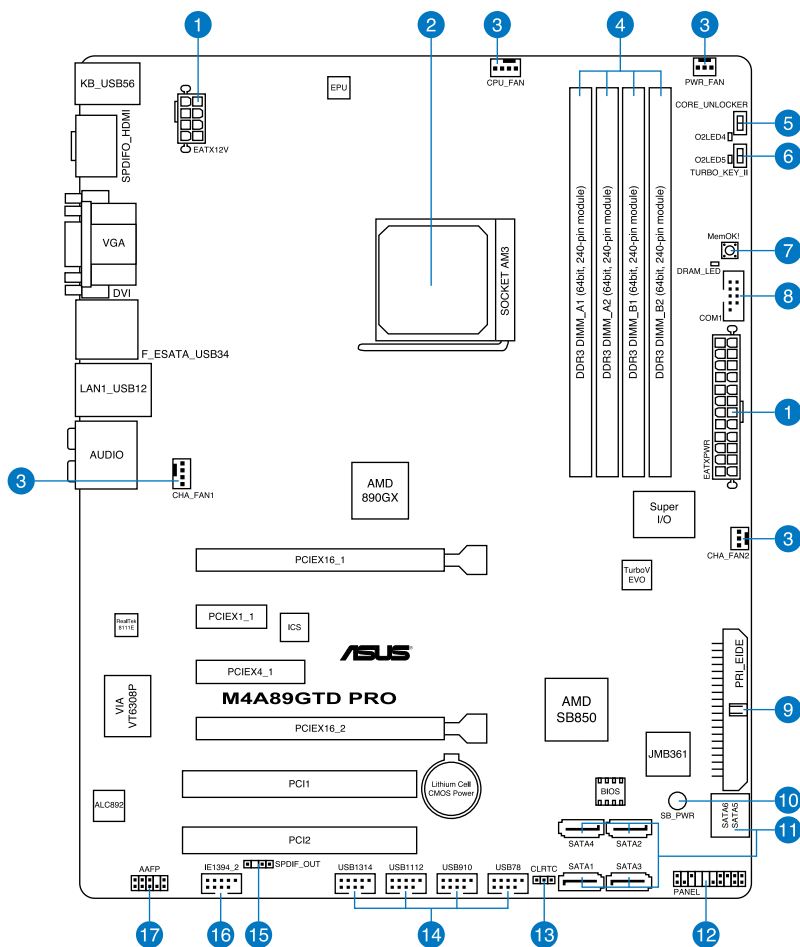 1
2
3
4
3
KB_USB56
EPU
CPU_FAN
PWR_FAN
SPDIFO_HDMI
EATX12V
CORE_UNLOCKER
5
O2LED4
O2LED5
6
TURBO_KEY_II
VGA
SOCKET AM3
DDR3 DIMM_A1 (64bit, 240-pin module)
DDR3 DIMM_A2 (64bit, 240-pin module)
DDR3 DIMM_B1 (64bit, 240-pin module)
DDR3 DIMM_B2 (64bit, 240-pin module)
MemOK!
7
DRAM_LED
DVI
8
COM1
F_ESATA_USB34
LAN1_USB12
1
EATXPWR
AUDIO
3
CHA_FAN1
AMD
890GX
Super
I/O
3
CHA_FAN2
PCIEX16_1
TurboV
EVO
RealTek
8111E
PCIEX1_1
ICS
ASUS
PRI_EIDE
PCIEX4_1
M4A89GTD PRO
VIA
VT6308P
AMD
SB850
9
PCIEX16_2
JMB361
PCI1
Lithium Cell
CMOS Power
BIOS
ALC892
10
SB_PWR
SATA6
SATA5
11
PCI2
SATA4
SATA2
AAFP
IE1394_2
SPDIF_OUT
USB1314
USB1112
USB910
USB78
CLRTC
SATA1
SATA3
PANEL
17
16
15
14
13
12